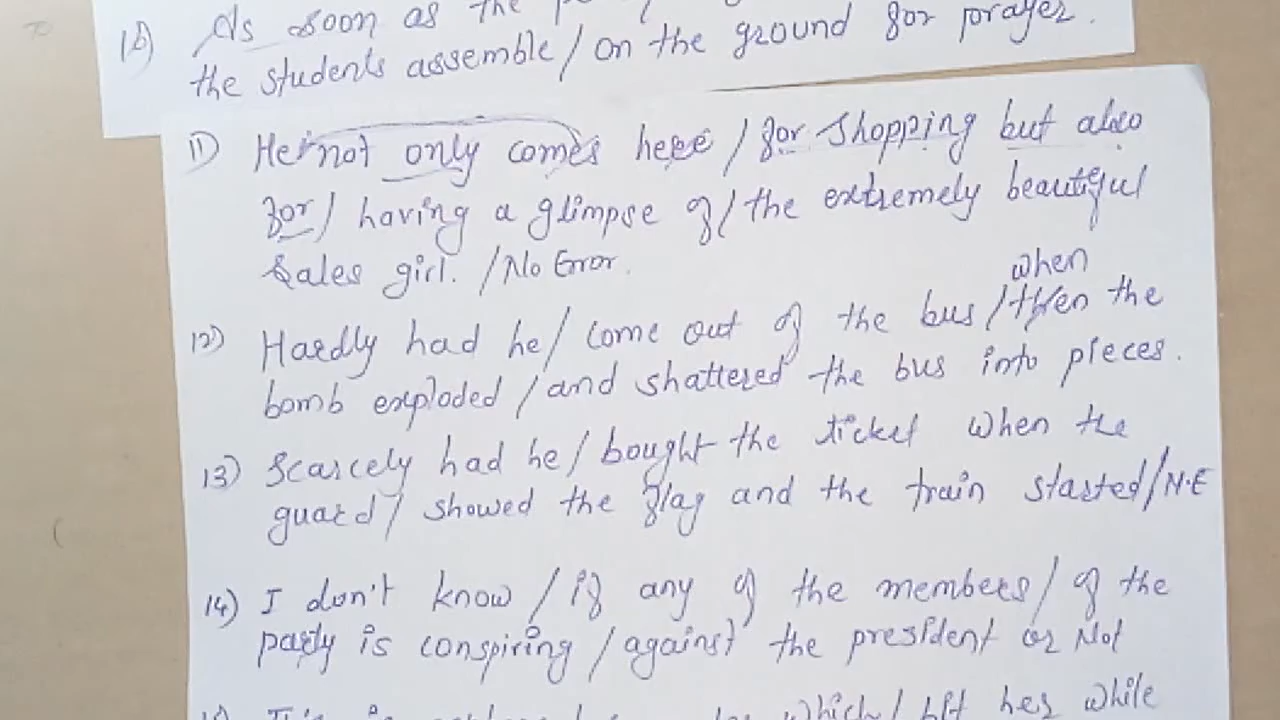 As soon as the
the students assemble / on the ground for prayer.
11) He not only comes here / for shopping but also
for / having a glimpse of / the extremely beautiful
sales girl. / No Error.
when
12) Hardly had he / come out of the bus / then the
bomb exploded / and shattered the bus into pieces.
13) Scarcely had he / bought the ticket when the
guard / showed the flag and the train started / N.E
14) I don't know / if any of the members / of the
party is conspiring / against the president or Not
which / hit her while